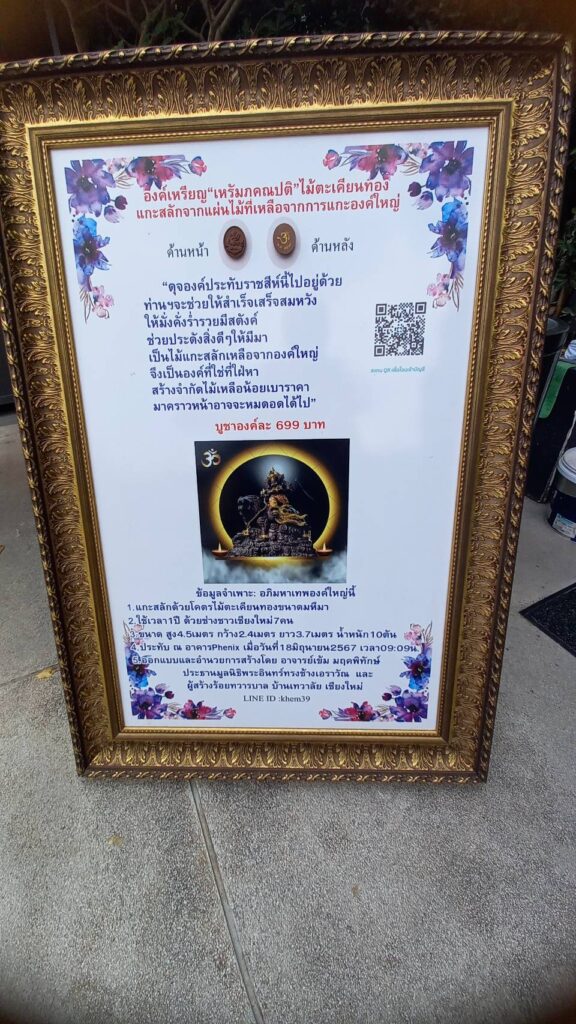 องค์เหรียญ“เหรัมภคณปติ”ไม้ตะเคียนทอง
แกะสลักจากแผ่นไม้ที่เหลือจากการแกะองค์ใหญ่
ด้านหน้า ด้านหลัง
“ดุจองค์ประทับราชสีห์นี้ไปอยู่ด้วย
ท่านฯจะช่วยให้สำเร็จเสร็จสมหวัง
ให้มั่งคั่งร่ำรวยมีสตังค์
ช่วยประดังสิ่งดีๆให้มีมา
เป็นไม้แกะสลักเหลือจากองค์ใหญ่
จึงเป็นองค์ที่ใช่ที่ใฝ่หา
สร้างจำกัดไม้เหลือน้อยเบาราคา
มาคราวหน้าอาจจะหมดอดได้ไป”
สแกน QR เพื่อโอนเข้าบัญชี
บูชาองค์ละ 699 บาท
ॐ
ข้อมูลจำเพาะ: อภิมหาเทพองค์ใหญ่นี้
1.แกะสลักด้วยโคตรไม้ตะเคียนทองขนาดมหึมา
2.ใช้เวลา1ปี ด้วยช่างชาวเชียงใหม่7คน
3.ขนาด สูง4.5เมตร กว้าง2.4เมตร ยาว3.7เมตร น้ำหนัก10ตัน
4.ประทับ ณ อาคารPhenix เมื่อวันที่18มิถุนายน2567 เวลา09:09น.
5.ออกแบบและอำนวยการสร้างโดย อาจารย์เข้ม มฤคพิทักษ์
ประธานมูลนิธิพระอินทร์ทรงช้างเอราวัณ และ
ผู้สร้างร้อยทวารบาล บ้านเทวาลัย เชียงใหม่
LINE ID :khem39